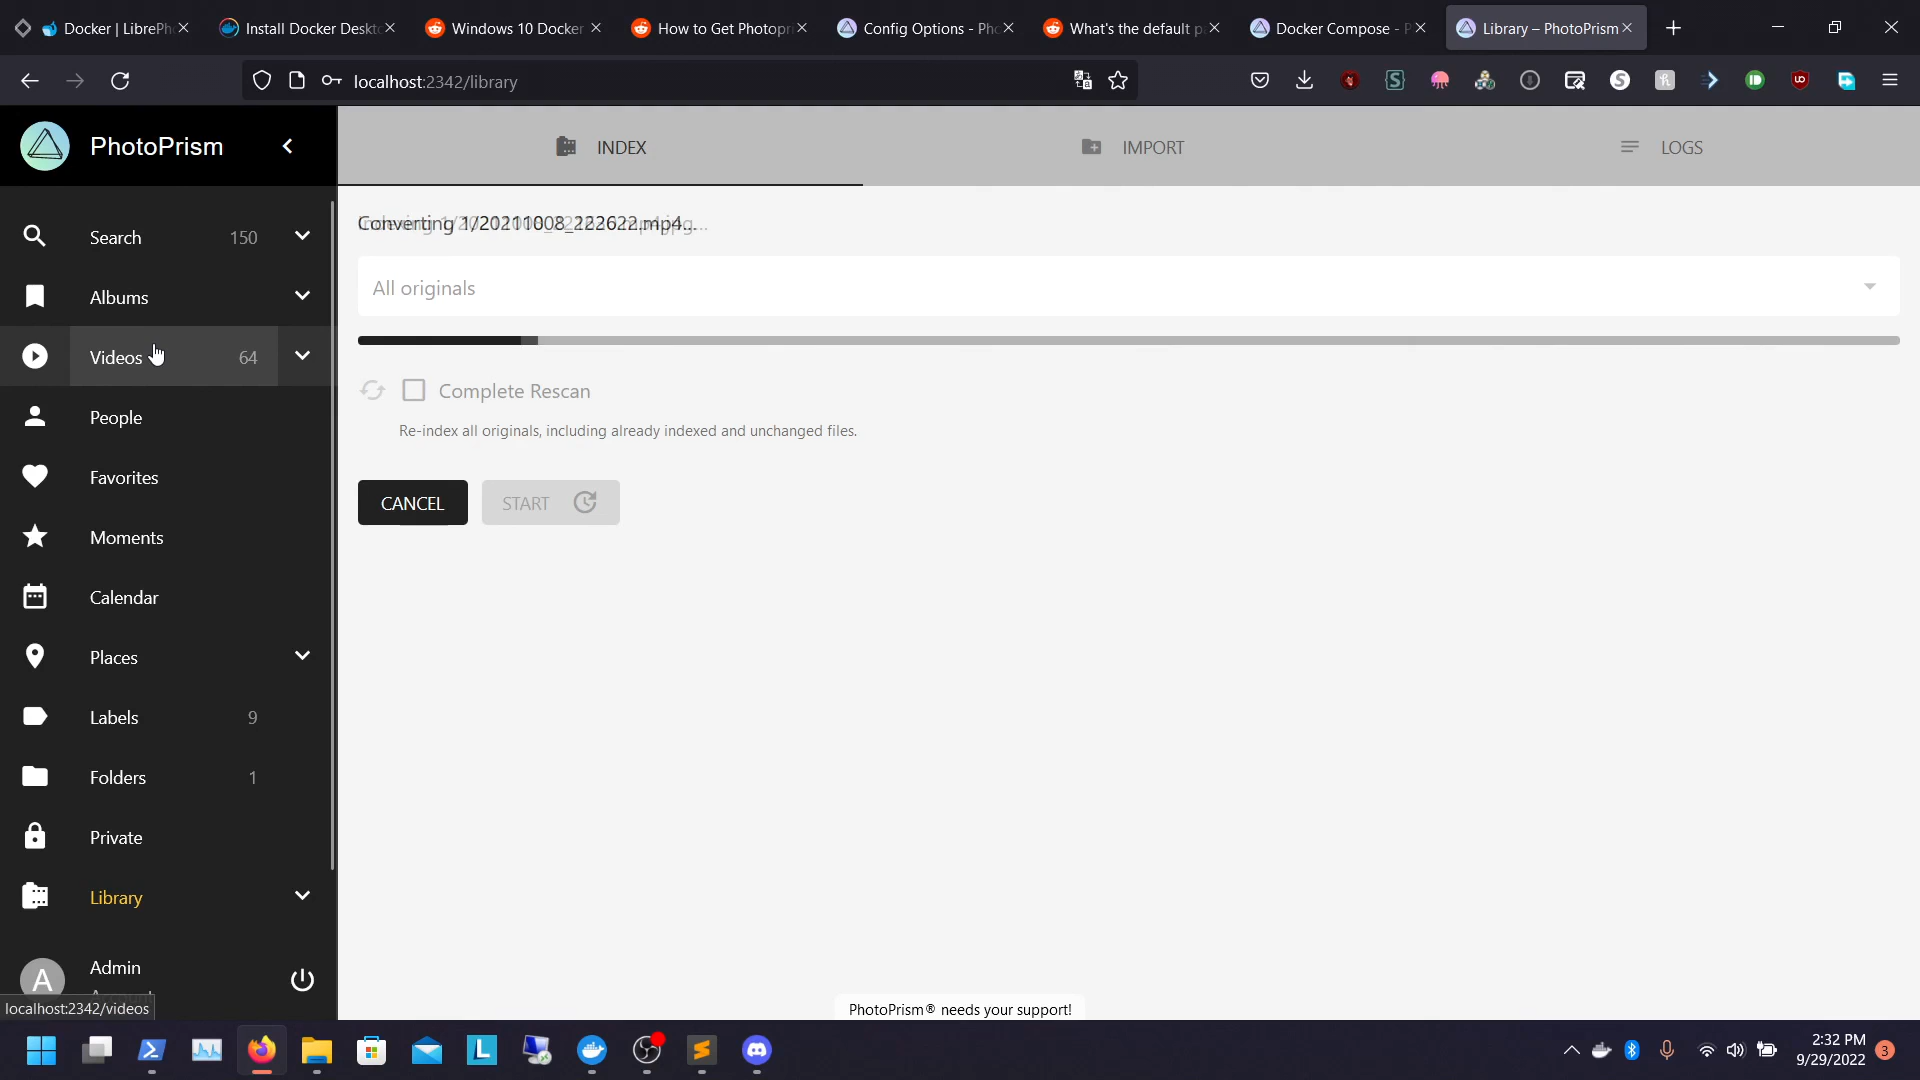 Docker | LibrePh
Install Docker Deskt
Windows 10 Docker
How to Get Photopri
Config Options - Pho
What's the default p
Docker Compose - P
Library – PhotoPrism
localhost:2342/library
PhotoPrism
INDEX
IMPORT
LOGS
Search 150
Albums
Videos 64
People
Favorites
Moments
Calendar
Places
Labels 9
Folders 1
Private
Library
A
Admin
localhost:2342/videos
Converting 1/20211008_223622.mp4...
All originals
Complete Rescan
Re-index all originals, including already indexed and unchanged files.
CANCEL
START
PhotoPrism® needs your support!
2:32 PM
9/29/2022
3